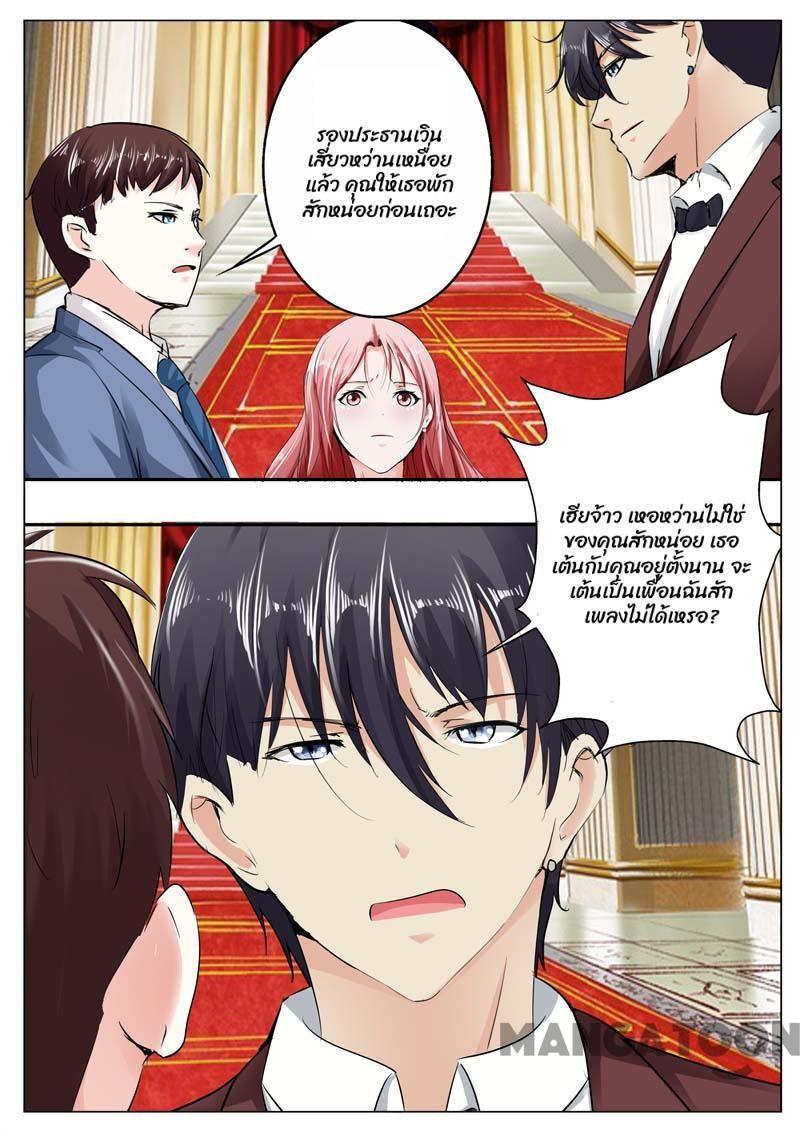 รองประธานเวิน
เสี่ยวหว่านเหนื่อย
แล้ว คุณให้เธอพัก
สักหน่อยก่อนเถอะ
เฮียจ้าว เหอหว่านไม่ใช่
ของคุณสักหน่อย เธอ
เต้นกับคุณอยู่ตั้งนาน จะ
เต้นเป็นเพื่อนฉันสัก
เพลงไม่ได้เหรอ?
MANGATOON